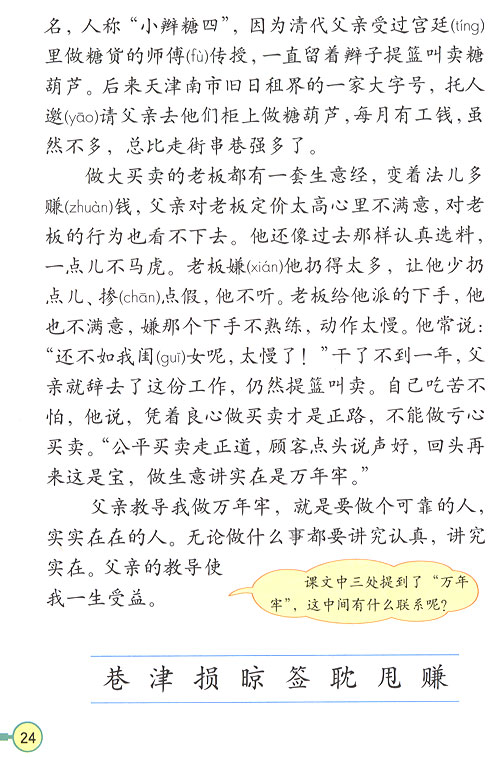 名，人称“小辫糖四”，因为清代父亲受过宫廷(tíng)
里做糖货的师傅(fù)传授，一直留着辫子提篮叫卖糖
葫芦。后来天津南市旧日租界的一家大字号，托人
邀(yāo)请父亲去他们柜上做糖葫芦，每月有工钱，虽
然不多，总比走街串巷强多了。
做大买卖的老板都有一套生意经，变着法儿多
赚(zhuàn)钱，父亲对老板定价太高心里不满意，对老
板的行为也看不下去。他还像过去那样认真选料，
一点儿不马虎。老板嫌(xián)他扔得太多，让他少扔
点儿、掺(chān)点假，他不听。老板给他派的下手，他
也不满意，嫌那个下手不熟练，动作太慢。他常说：
“还不如我闺(guī)女呢，太慢了！”干了不到一年，父
亲就辞去了这份工作，仍然提篮叫卖。自己吃苦不
怕，他说，凭着良心做买卖才是正路，不能做亏心
买卖。“公平买卖走正道，顾客点头说声好，回头再
来这是宝，做生意讲实在是万年牢。”
父亲教导我做万年牢，就是要做个可靠的人，
实实在在的人。无论做什么事都要讲究认真，讲究
实在。父亲的教导使
我一生受益。
课文中三处提到了“万年
牢”，这中间有什么联系呢？
巷 津 损 晾 签 耽 甩 赚
24